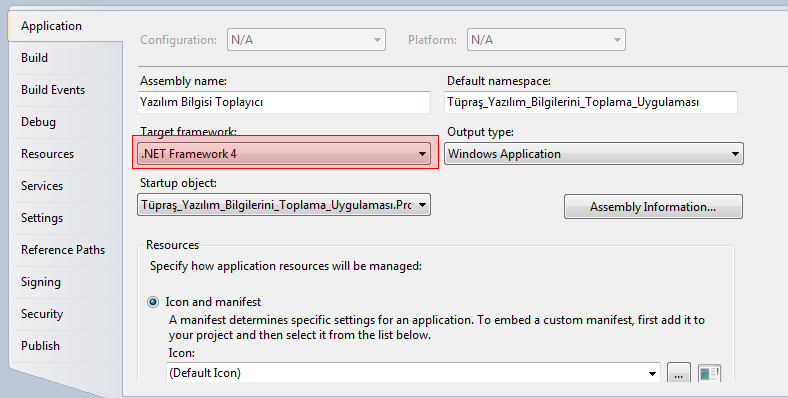 Application
Build
Build Events
Debug
Resources
Services
Settings
Reference Paths
Signing
Security
Publish
Configuration: N/A Platform: N/A
Assembly name: Default namespace:
Yazılım Bilgisi Toplayıcı Tüpraş_Yazılım_Bilgilerini_Toplama_Uygulaması
Target framework: Output type:
.NET Framework 4 Windows Application
Startup object:
Tüpraş_Yazılım_Bilgilerini_Toplama_Uygulaması.Prc Assembly Information...
Resources
Specify how application resources will be managed:
Icon and manifest
A manifest determines specific settings for an application. To embed a custom manifest, first add it to
your project and then select it from the list below.
Icon:
(Default Icon) ...